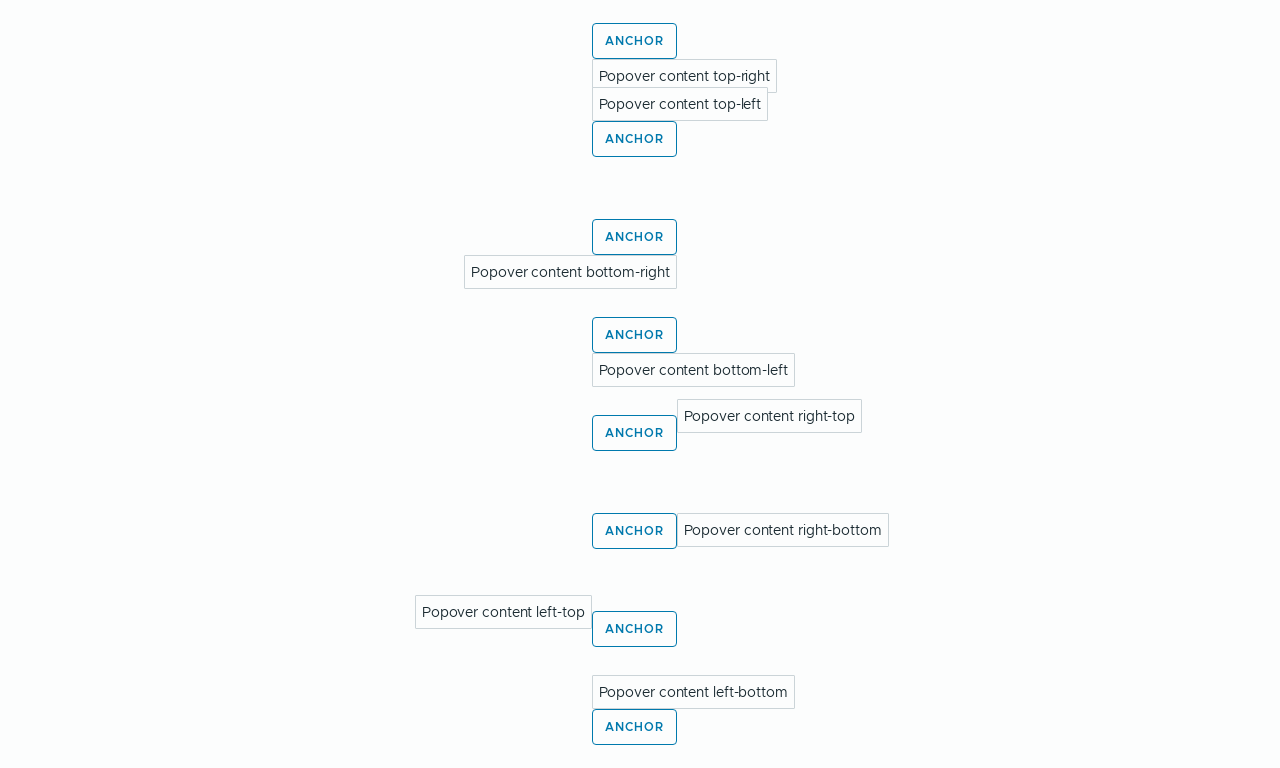 ANCHOR
Popover content top-right
Popover content top-left
ANCHOR
ANCHOR
Popover content bottom-right
ANCHOR
Popover content bottom-left
Popover content right-top
ANCHOR
ANCHOR Popover content right-bottom
Popover content left-top
ANCHOR
Popover content left-bottom
ANCHOR